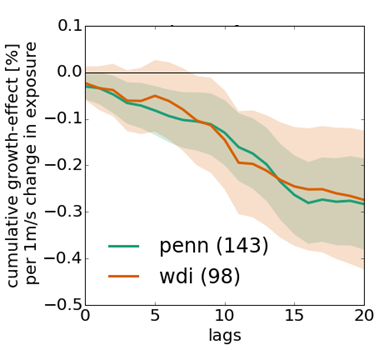 cumulative growth-effect [%]
per 1m/s change in exposure
0.1
0.0
−0.1
−0.2
−0.3
−0.4
−0.5
penn (143)
wdi (98)
0 5 10 15 20
lags